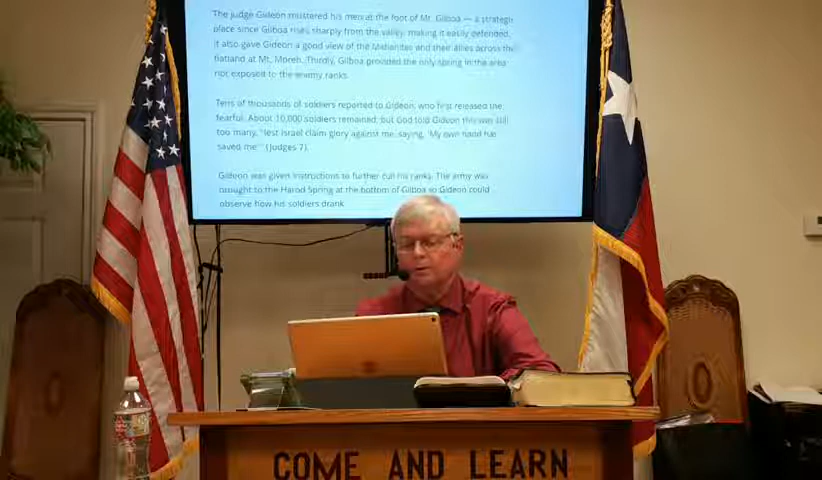 The judge Gideon mustered his men at the foot of Mt. Gilboa — a strategic
place since Gilboa rises sharply from the valley, making it easily defended.
It also gave Gideon a good view of the Midianites and their allies across the
flatland at Mt. Moreh. Thirdly, Gilboa provided the only spring in the area
not exposed to the enemy ranks.
Tens of thousands of soldiers reported to Gideon, who first released the
fearful. About 10,000 soldiers remained, but God told Gideon this was still
too many, "lest Israel claim glory against me, saying, 'My own hand has
saved me'" (Judges 7).
Gideon was given instructions to further cull his ranks. The army was
brought to the Harod Spring at the bottom of Gilboa so Gideon could
observe how his soldiers drank.
COME AND LEARN